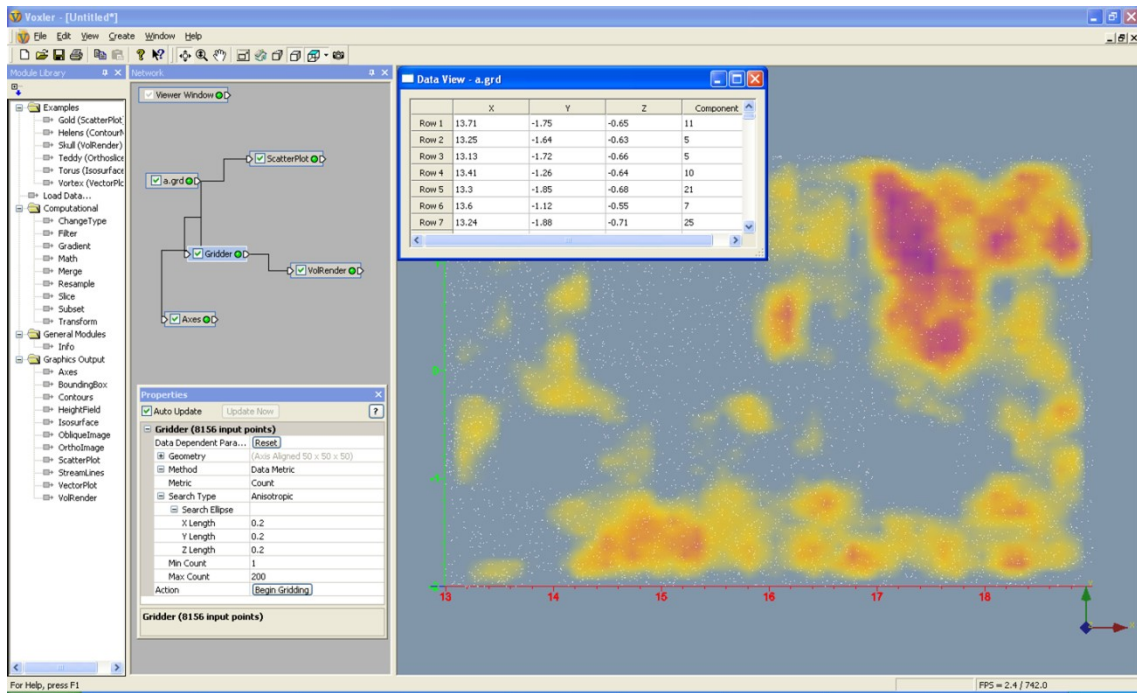 Voxler - [Untitled*]
File Edit View Create Window Help
Module Library
Network
Examples
Gold (ScatterPlot)
Helens (ContourM
Skull (VolRender)
Teddy (Orthoslice
Torus (Isosurface
Vortex (VectorPlc
Load Data...
Computational
ChangeType
Filter
Gradient
Math
Merge
Resample
Slice
Subset
Transform
General Modules
Info
Graphics Output
Axes
BoundingBox
Contours
HeightField
Isosurface
ObliqueImage
OrthoImage
ScatterPlot
StreamLines
VectorPlot
VolRender
Viewer Window
ScatterPlot
a.grd
Gridder
VolRender
Axes
Properties
Auto Update Update Now ?
Gridder (8156 input points)
Data Dependent Para... Reset
Geometry (Axis Aligned 50 x 50 x 50)
Method Data Metric
Metric Count
Search Type Anisotropic
Search Ellipse
X Length 0.2
Y Length 0.2
Z Length 0.2
Min Count 1
Max Count 200
Action Begin Gridding
Gridder (8156 input points)
Data View - a.grd
X Y Z Component
Row 1 13.71 -1.75 -0.65 11
Row 2 13.25 -1.64 -0.63 5
Row 3 13.13 -1.72 -0.66 5
Row 4 13.41 -1.26 -0.64 10
Row 5 13.3 -1.85 -0.68 21
Row 6 13.6 -1.12 -0.55 7
Row 7 13.24 -1.88 -0.71 25
13 14 15 16 17 18
For Help, press F1
FPS = 2.4 / 742.0